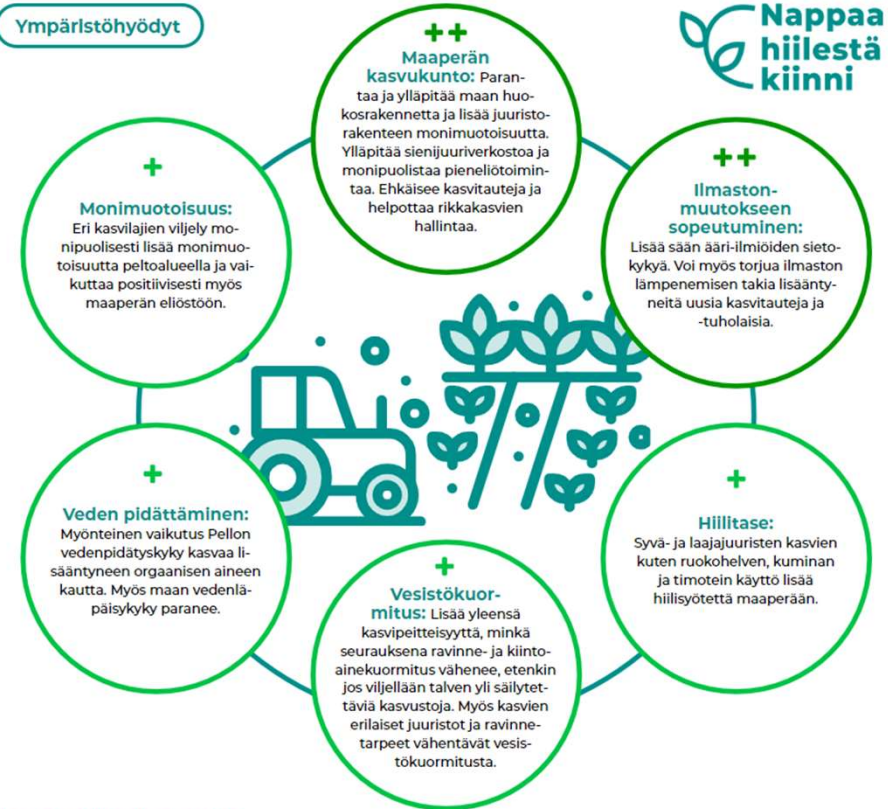 Ympäristöhyödyt
Nappaa
hiilestä
kiinni
++
Maaperän
kasvukunto: Paran-
taa ja ylläpitää maan huo-
kosrakennetta ja lisää juuristo-
rakenteen monimuotoisuutta.
Ylläpitää sienijuuriverkostoa ja
monipuolistaa pieneliötoimin-
taa. Ehkäisee kasvitauteja ja
helpottaa rikkakasvien
hallintaa.
++
Ilmaston-
muutokseen
sopeutuminen:
Lisää sään ääri-ilmiöiden sieto-
kykyä. Voi myös torjua ilmaston
lämpenemisen takia lisäänty-
neitä uusia kasvitauteja ja
-tuholaisia.
+
Hiilitase:
Syvä- ja laajajuuristen kasvien
kuten ruokohelven, kuminan
ja timotein käyttö lisää
hiilisyötettä maaperään.
+
Vesistökuor-
mitus: Lisää yleensä
kasvipeitteisyyttä, minkä
seurauksena ravinne- ja kiinto-
ainekuormitus vähenee, etenkin
jos viljellään talven yli säilytet-
täviä kasvustoja. Myös kasvien
erilaiset juuristot ja ravinne-
tarpeet vähentävät vesis-
tökuormitusta.
+
Veden pidättäminen:
Myönteinen vaikutus Pellon
vedenpidätyskyky kasvaa li-
sääntyneen orgaanisen aineen
kautta. Myös maan vedenlä-
päisykyky paranee.
+
Monimuotoisuus:
Eri kasvilajien viljely mo-
nipuolisesti lisää monimuo-
toisuutta peltoalueella ja vai-
kuttaa positiivisesti myös
maaperän eliöstöön.